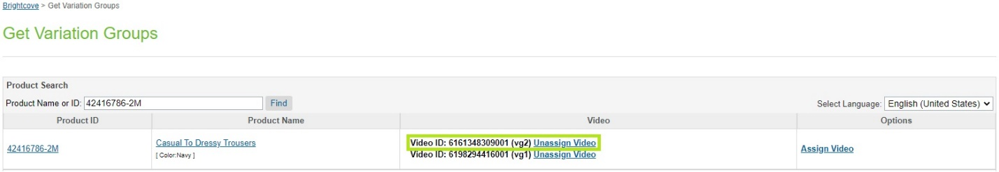 Brightcove > Get Variation Groups
Get Variation Groups
Product Search
Product Name or ID: 42416786-2M Find Select Language: English (United States)
Product ID Product Name Video Options
42416786-2M Casual To Dressy Trousers Video ID: 6161348309001 (vg2) Unassign Video Assign Video
[ Color:Navy ] Video ID: 6198294416001 (vg1) Unassign Video